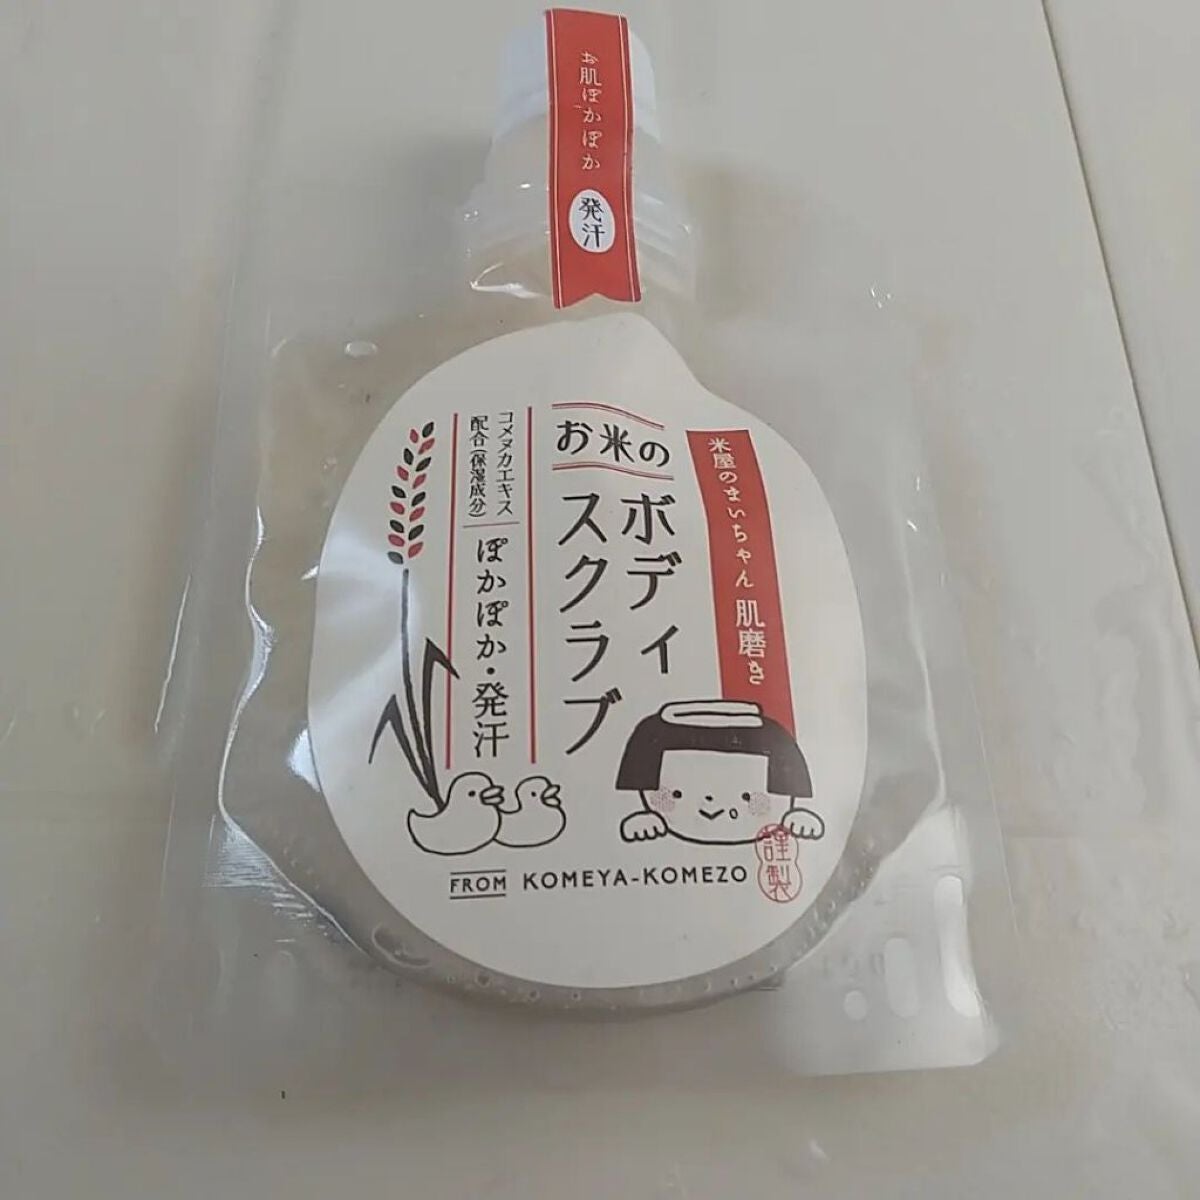 お肌ぽかぽか
発汗
米屋のまいちゃん 肌磨き
お米の
ボディ
スクラブ
コメヌカエキス
配合(保湿成分)
ぽかぽか・発汗
FROM KOMEYA-KOMEZO
謹製